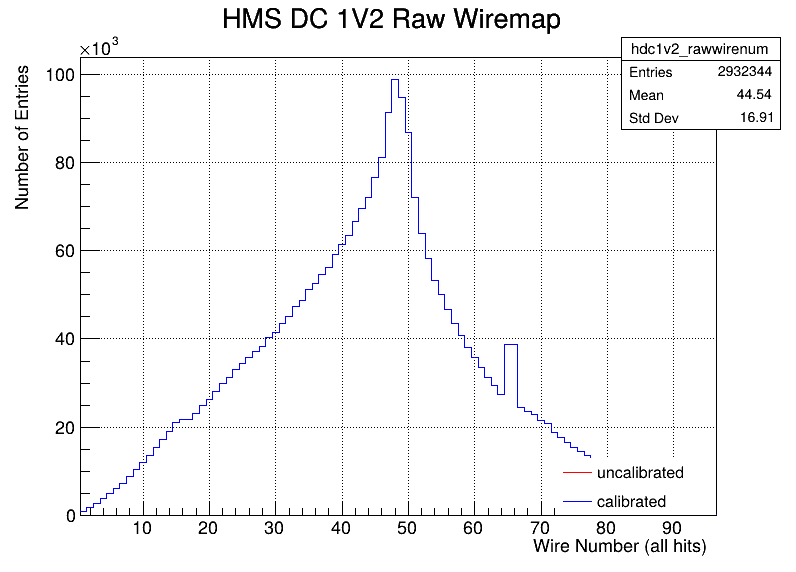 HMS DC 1V2 Raw Wiremap
×10³
hdc1v2_rawwirenum
Entries 2932344
Mean 44.54
Std Dev 16.91
Number of Entries
100
80
60
40
20
0
uncalibrated
calibrated
10 20 30 40 50 60 70 80 90
Wire Number (all hits)